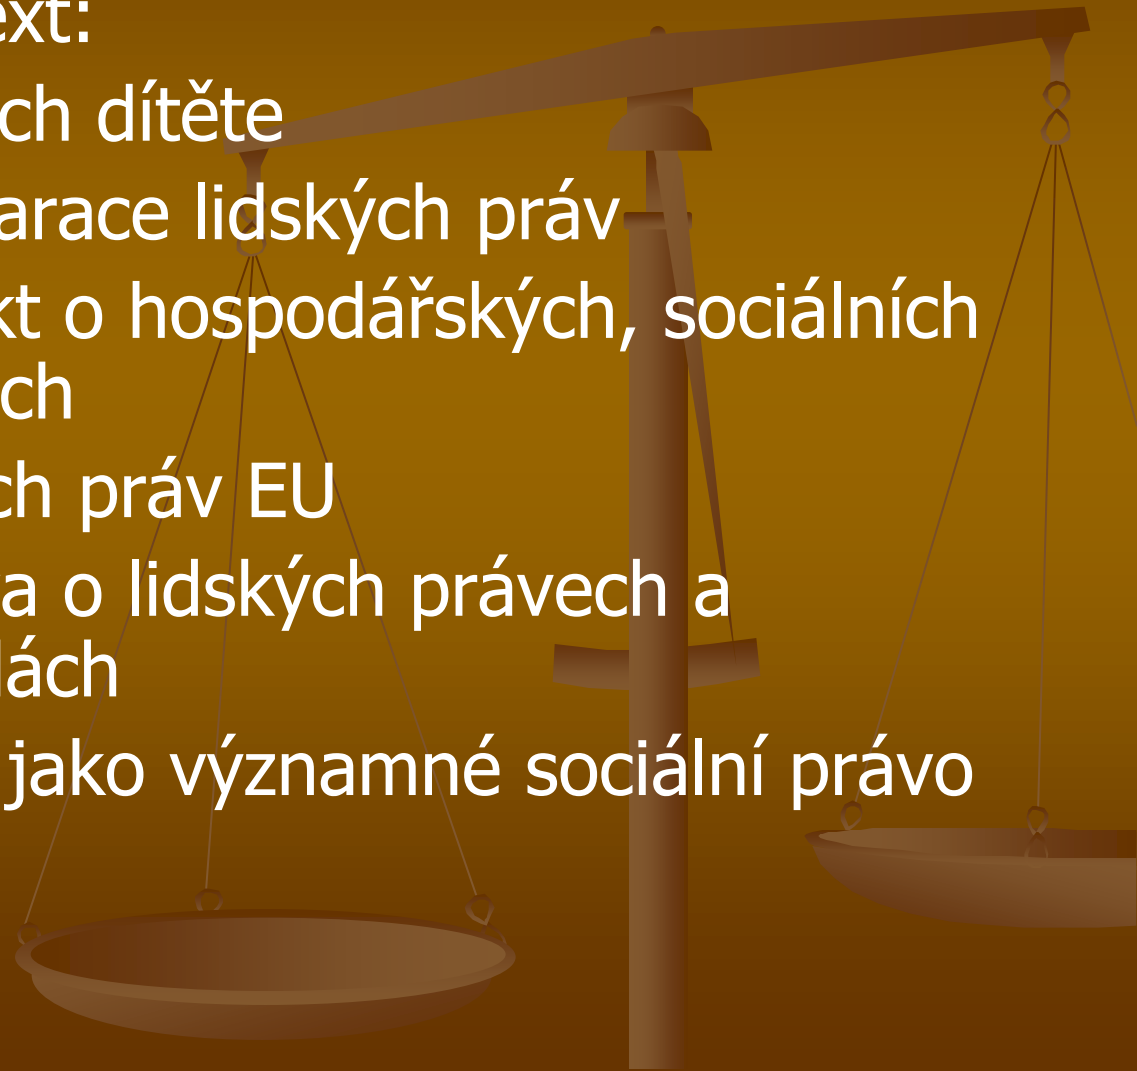 ext:
ch dítěte
arace lidských práv
kt o hospodářských, sociálních
ch
ch práv EU
a o lidských právech a
dách
jako významné sociální právo